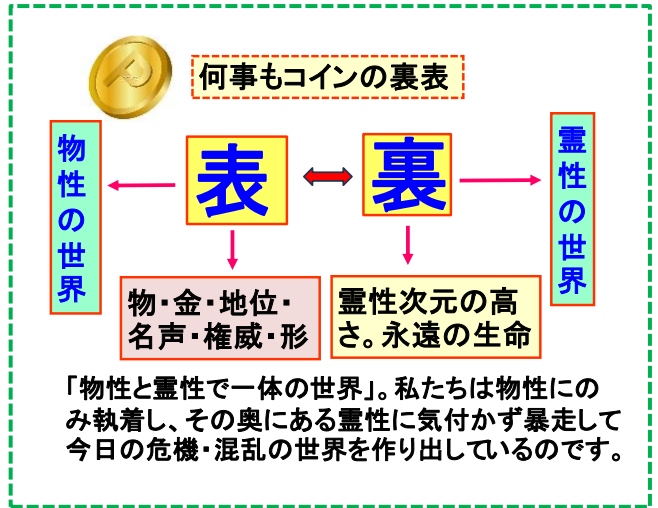 何事もコインの裏表
P
物性の世界
表
裏
霊性の世界
物・金・地位・
名声・権威・形
霊性次元の高
さ。永遠の生命
「物性と霊性で一体の世界」。私たちは物性にの
み執着し、その奥にある霊性に気付かず暴走して
今日の危機・混乱の世界を作り出しているのです。